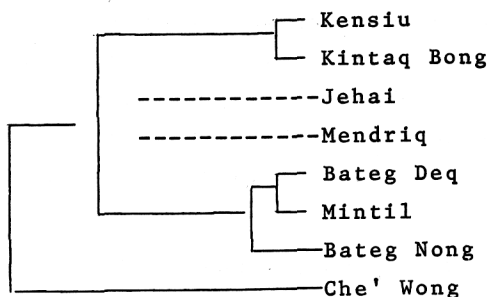 Kensiu
Kintaq Bong
Jehai
Mendriq
Bateg Deq
Mintil
Bateg Nong
Che' Wong